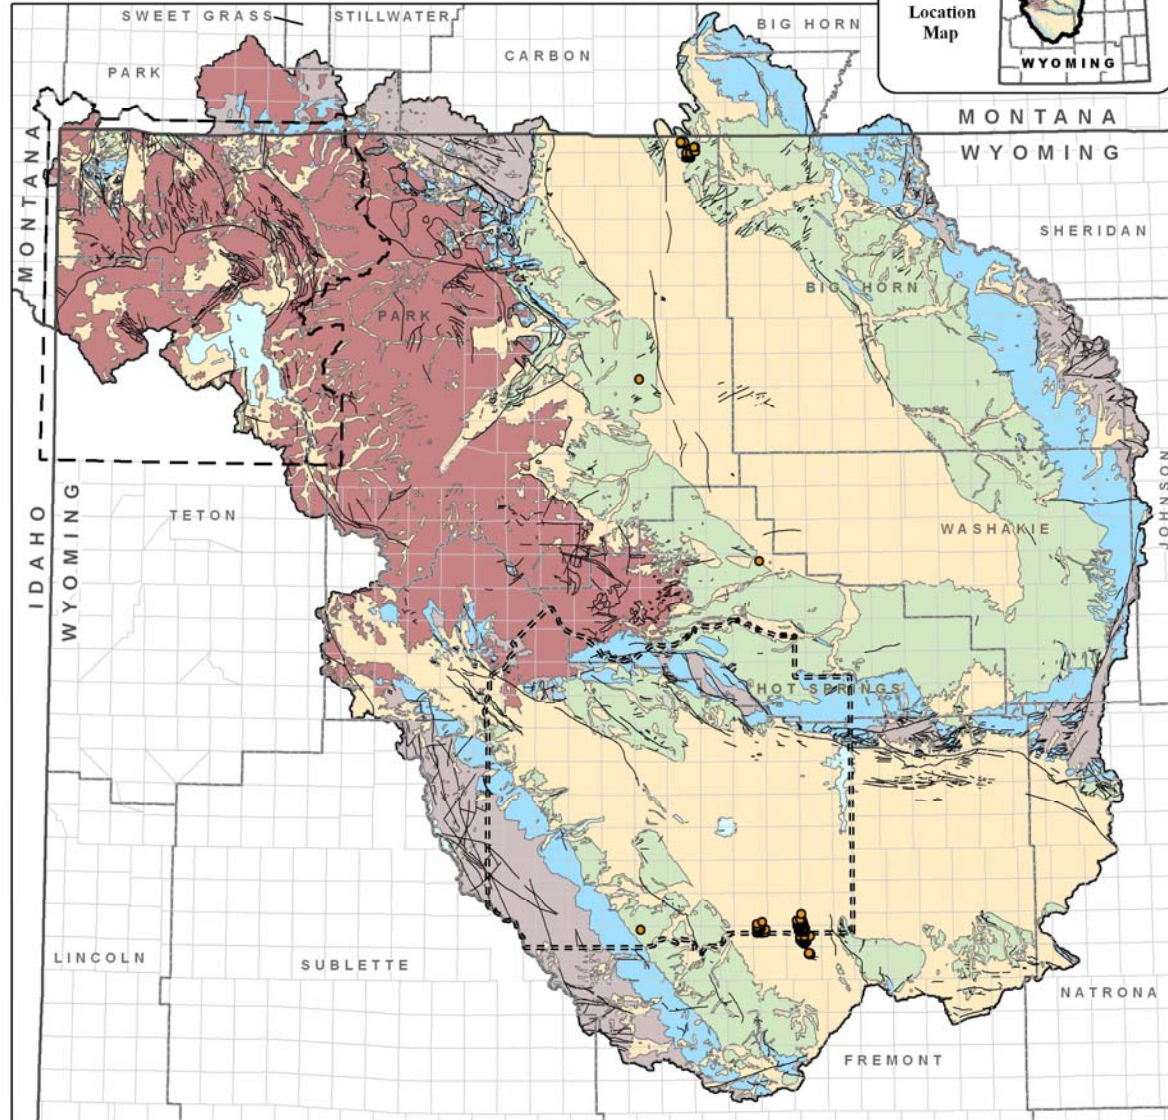 SWEET GRASS
STILLWATER
BIG HORN
Location
Map
WYOMING
PARK
CARBON
MONTANA
WYOMING
MONTANA
SHERIDAN
BIG HORN
PARK
JOHNSON
IDAHO
WYOMING
TETON
WASHAKIE
HOT SPRINGS
LINCOLN
SUBLETTE
NATRONA
FREMONT